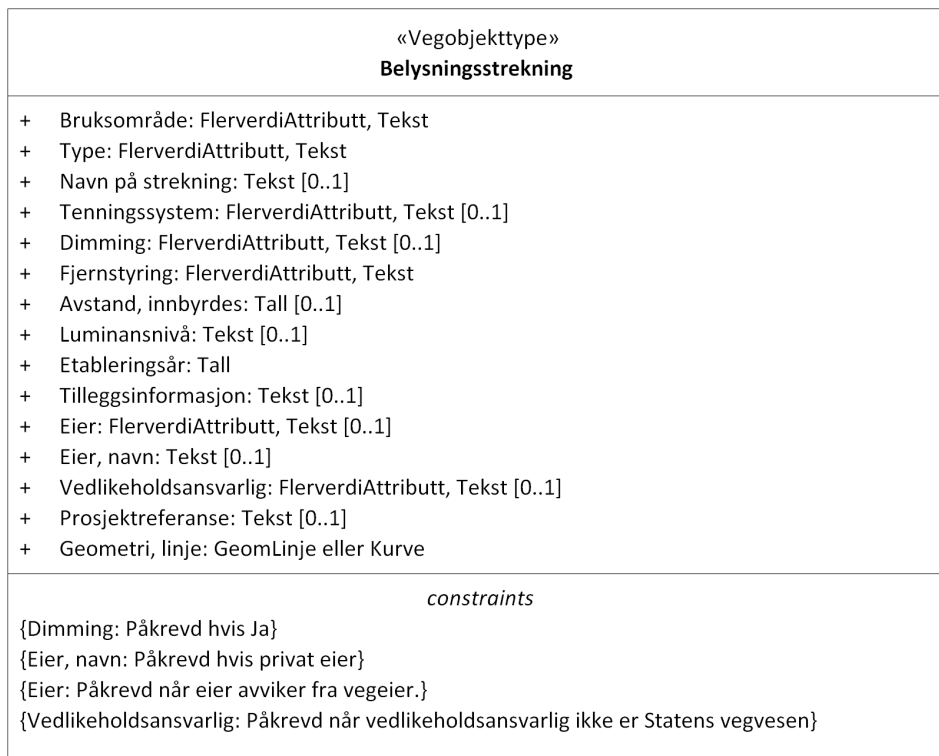 «Vegobjekttype»
Belysningsstrekning
+ Bruksområde: FlerverdiAttributt, Tekst
+ Type: FlerverdiAttributt, Tekst
+ Navn på strekning: Tekst [0..1]
+ Tenningssystem: FlerverdiAttributt, Tekst [0..1]
+ Dimming: FlerverdiAttributt, Tekst [0..1]
+ Fjernstyring: FlerverdiAttributt, Tekst
+ Avstand, innbyrdes: Tall [0..1]
+ Luminansnivå: Tekst [0..1]
+ Etableringsår: Tall
+ Tilleggsinformasjon: Tekst [0..1]
+ Eier: FlerverdiAttributt, Tekst [0..1]
+ Eier, navn: Tekst [0..1]
+ Vedlikeholdsansvarlig: FlerverdiAttributt, Tekst [0..1]
+ Prosjektreferanse: Tekst [0..1]
+ Geometri, linje: GeomLinje eller Kurve
constraints
{Dimming: Påkrevd hvis Ja}
{Eier, navn: Påkrevd hvis privat eier}
{Eier: Påkrevd når eier avviker fra vegeier.}
{Vedlikeholdsansvarlig: Påkrevd når vedlikeholdsansvarlig ikke er Statens vegvesen}